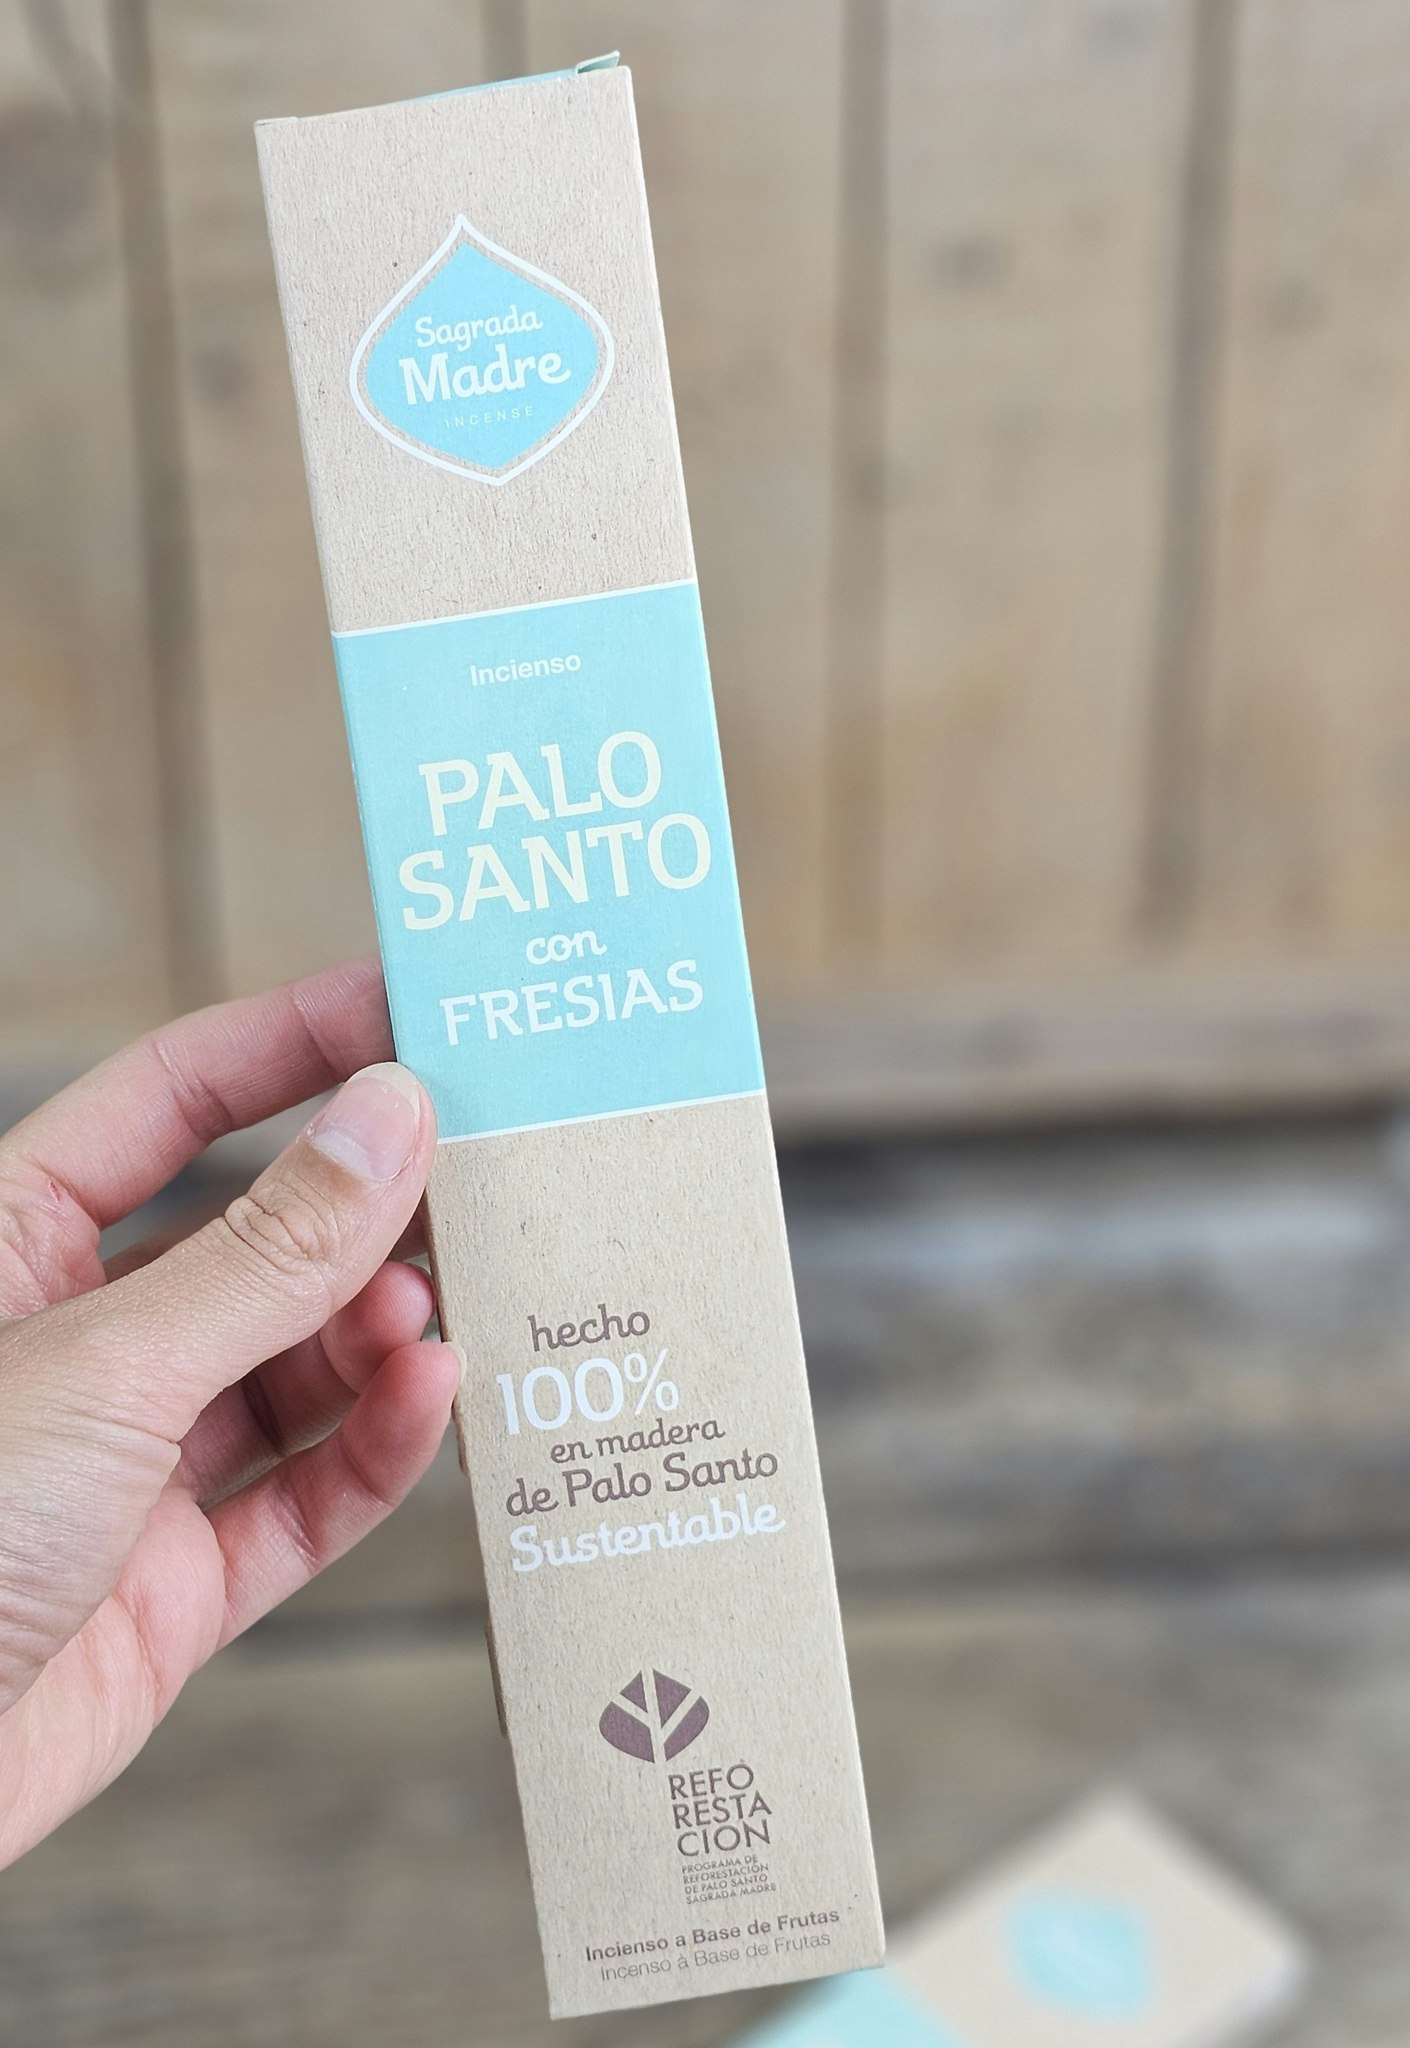 Sagrada
Madre
INCENSE
Incienso
PALO
SANTO
con
FRESIAS
hecho
100%
en madera
de Palo Santo
Sustentable
REFO
RESTA
CION
PROGRAMA DE
REFORESTACIÓN
DE PALO SANTO
SAGRADA MADRE
Incienso a Base de Frutas
Incenso à Base de Frutas